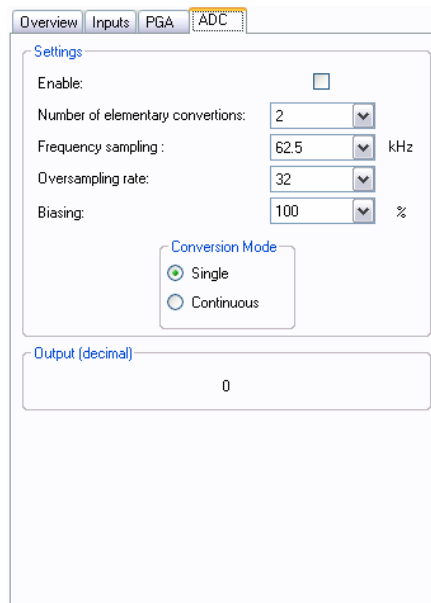 Overview Inputs PGA ADC
Settings
Enable:
Number of elementary convertions: 2
Frequency sampling : 62.5 kHz
Oversampling rate: 32
Biasing: 100 %
Conversion Mode
Single
Continuous
Output (decimal)
0